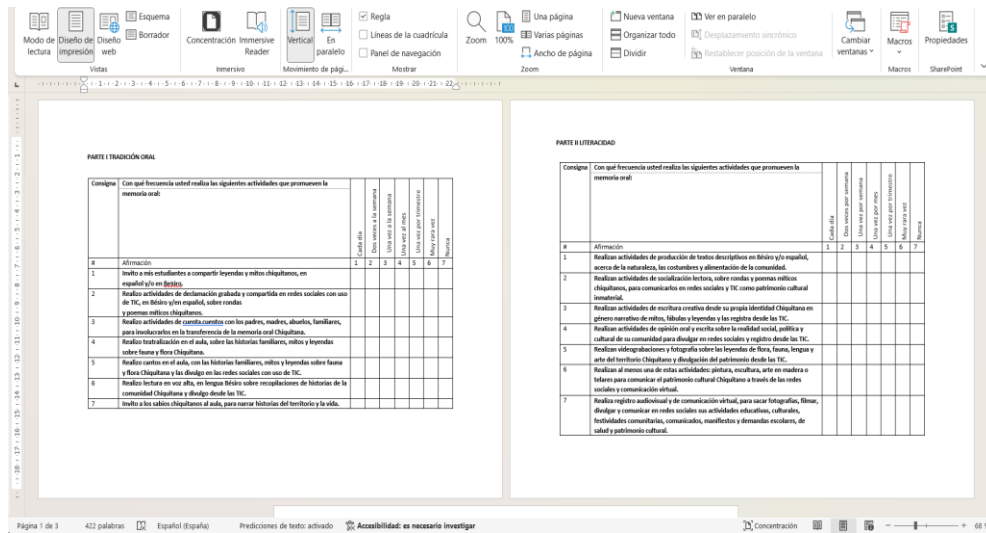 Modo de lectura
Diseño de impresión
Diseño web
Esquema
Borrador
Vistas
Concentración
Immersive Reader
Inmersivo
Vertical
En paralelo
Movimiento de pági...
Regla
Líneas de la cuadrícula
Panel de navegación
Mostrar
Zoom
100%
Una página
Varias páginas
Ancho de página
Zoom
Nueva ventana
Organizar todo
Dividir
Ver en paralelo
Desplazamiento sincrónico
Restablecer posición de la ventana
Cambiar ventanas
Ventana
Macros
Macros
Propiedades
SharePoint
PARTE I TRADICIÓN ORAL
Consigna
Con qué frecuencia usted realiza las siguientes actividades que promueven la
memoria oral:
Cada día
Dos veces a la semana
Una vez a la semana
Una vez al mes
Una vez por trimestre
Muy rara vez
Nunca
# Afirmación 1 2 3 4 5 6 7
1 Invito a mis estudiantes a compartir leyendas y mitos chiquitanos, en
español y/o en Besiro.
2 Realizo actividades de declamación grabada y compartida en redes sociales con uso
de TIC, en Bésiro y/en español, sobre rondas
y poemas míticos chiquitanos.
3 Realizo actividades de cuenta cuentos con los padres, madres, abuelos, familiares,
para involucrarlos en la transferencia de la memoria oral Chiquitana.
4 Realizo teatralización en el aula, sobre las historias familiares, mitos y leyendas
sobre fauna y flora Chiquitana.
5 Realizo cantos en el aula, con las historias familiares, mitos y leyendas sobre fauna
y flora Chiquitana y las divulgo en las redes sociales con uso de TIC.
6 Realizo lectura en voz alta, en lengua Bésiro sobre recopilaciones de historias de la
comunidad Chiquitana y divulgo desde las TIC.
7 Invito a los sabios chiquitanos al aula, para narrar historias del territorio y la vida.
PARTE II LITERACIDAD
Consigna
Con qué frecuencia usted realiza las siguientes actividades que promueven la
memoria oral:
Cada día
Dos veces por semana
Una vez por semana
Una vez por mes
Una vez por trimestre
Muy rara vez
Nunca
# Afirmación 1 2 3 4 5 6 7
1 Realizan actividades de producción de textos descriptivos en Bésiro y/o español,
acerca de la naturaleza, las costumbres y alimentación de la comunidad.
2 Realizan actividades de socialización lectora, sobre rondas y poemas míticos
chiquitanos, para comunicarlos en redes sociales y TIC como patrimonio cultural
inmaterial.
3 Realizan actividades de escritura creativa desde su propia identidad Chiquitana en
género narrativo de mitos, fábulas y leyendas y las registra desde las TIC.
4 Realizan actividades de opinión oral y escrita sobre la realidad social, política y
cultural de su comunidad para divulgar en redes sociales y registro desde las TIC.
5 Realizan videograbaciones y fotografía sobre las leyendas de flora, fauna, lengua y
arte del territorio Chiquitano y divulgación del patrimonio desde las TIC.
6 Realizan al menos una de estas actividades: pintura, escultura, arte en madera o
telares para comunicar el patrimonio cultural Chiquitano a través de las redes
sociales y comunicación virtual.
7 Realiza registro audiovisual y de comunicación virtual, para sacar fotografías, filmar,
divulgar y comunicar en redes sociales sus actividades educativas, culturales,
festividades comunitarias, comunicados, manifiestos y demandas escolares, de
salud y patrimonio cultural.
Página 1 de 3 422 palabras Español (España) Predicciones de texto: activado Accesibilidad: es necesario investigar Concentración 68 %